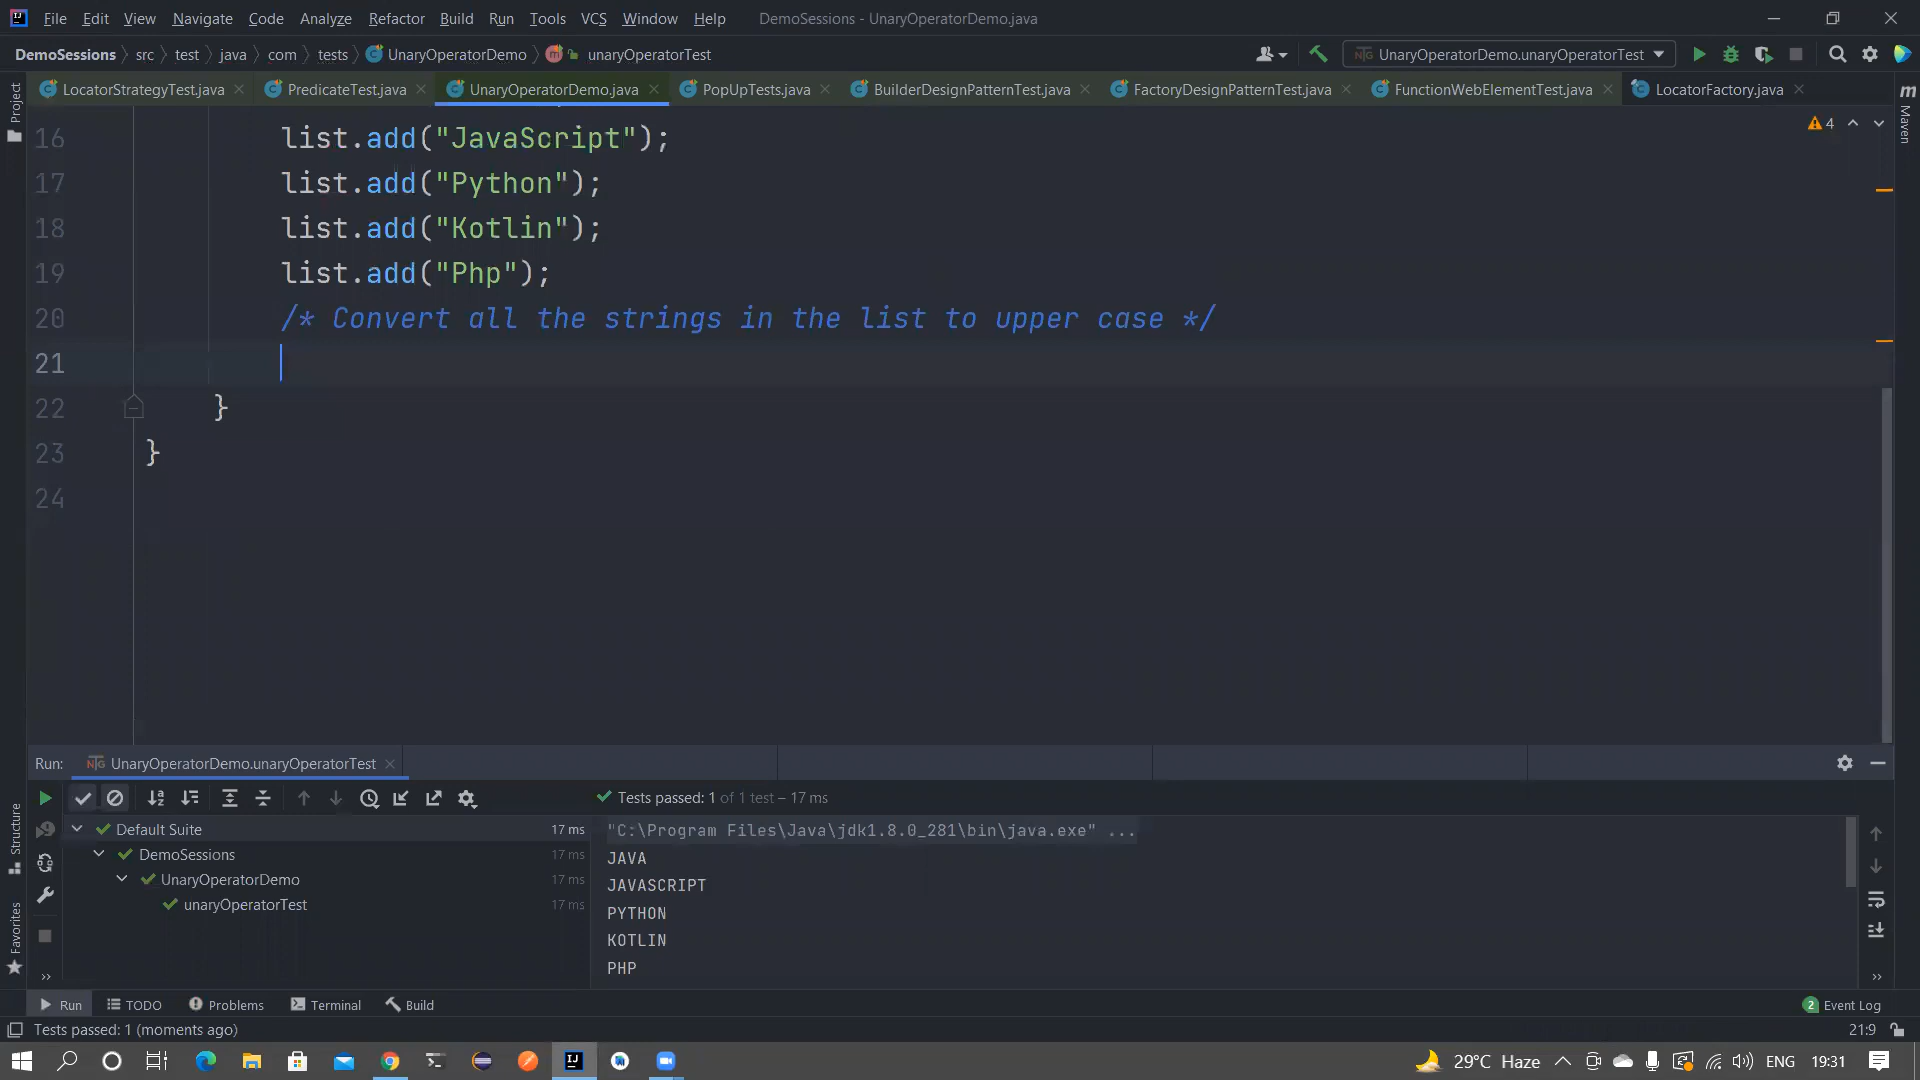 File Edit View Navigate Code Analyze Refactor Build Run Tools VCS Window Help DemoSessions - UnaryOperatorDemo.java
DemoSessions src test java com tests UnaryOperatorDemo unaryOperatorTest UnaryOperatorDemo.unaryOperatorTest
LocatorStrategyTest.java PredicateTest.java UnaryOperatorDemo.java PopUpTests.java BuilderDesignPatternTest.java FactoryDesignPatternTest.java FunctionWebElementTest.java LocatorFactory.java
Project
Maven
4
16 list.add("JavaScript");
17 list.add("Python");
18 list.add("Kotlin");
19 list.add("Php");
20 /* Convert all the strings in the list to upper case */
21
22 }
23 }
24
Run: UnaryOperatorDemo.unaryOperatorTest
Tests passed: 1 of 1 test – 17 ms
Default Suite 17 ms
DemoSessions 17 ms
UnaryOperatorDemo 17 ms
unaryOperatorTest 17 ms
"C:\Program Files\Java\jdk1.8.0_281\bin\java.exe" ...
JAVA
JAVASCRIPT
PYTHON
KOTLIN
PHP
Structure
Favorites
Run TODO Problems Terminal Build 2 Event Log
Tests passed: 1 (moments ago) 21:9
29°C Haze ENG 19:31